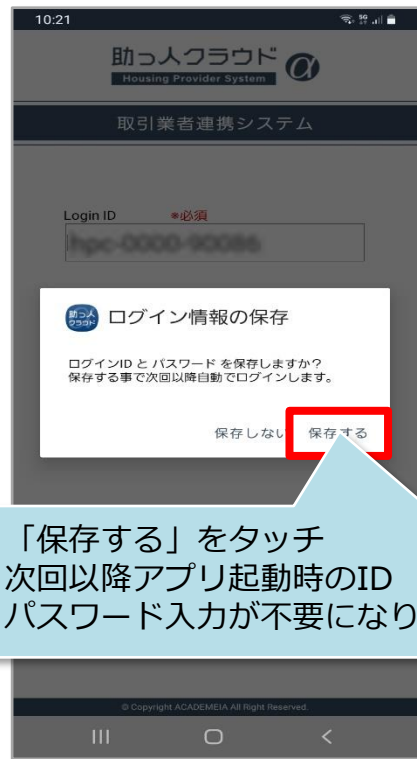 10:21
5G
助っ人クラウド α
Housing Provider System
取引業者連携システム
Login ID *必須
助っ人
クラウド
ログイン情報の保存
ログインID と パスワード を保存しますか?
保存する事で次回以降自動でログインします。
保存しない 保存する
「保存する」をタッチ
次回以降アプリ起動時のID
パスワード入力が不要になり
© Copyright ACADEMEIA All Right Reserved.